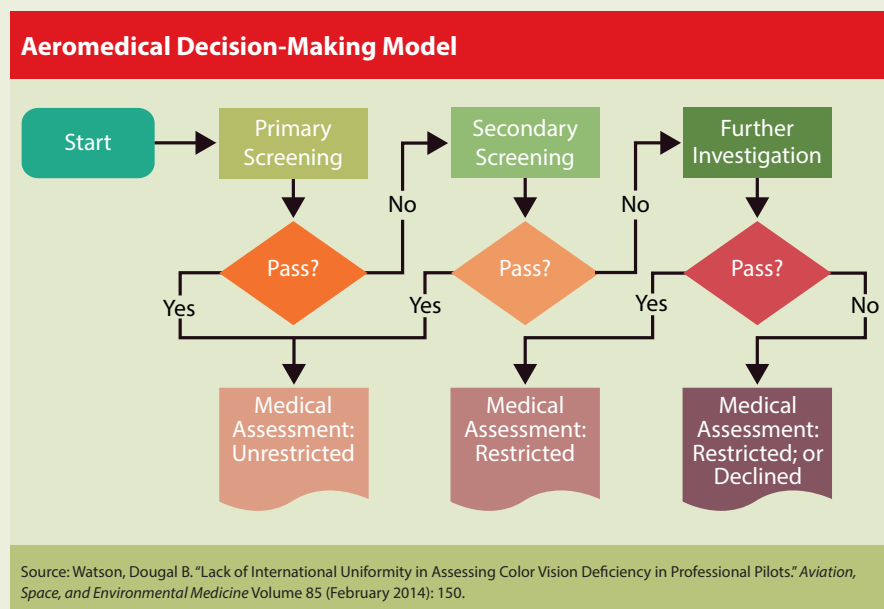 Aeromedical Decision-Making Model
Start
Primary
Screening
Secondary
Screening
Further
Investigation
No
No
Pass?
Pass?
Pass?
Yes
Yes
Yes
No
Medical
Assessment:
Unrestricted
Medical
Assessment:
Restricted
Medical
Assessment:
Restricted; or
Declined
Source: Watson, Dougal B. “Lack of International Uniformity in Assessing Color Vision Deficiency in Professional Pilots.” Aviation,
Space, and Environmental Medicine Volume 85 (February 2014): 150.